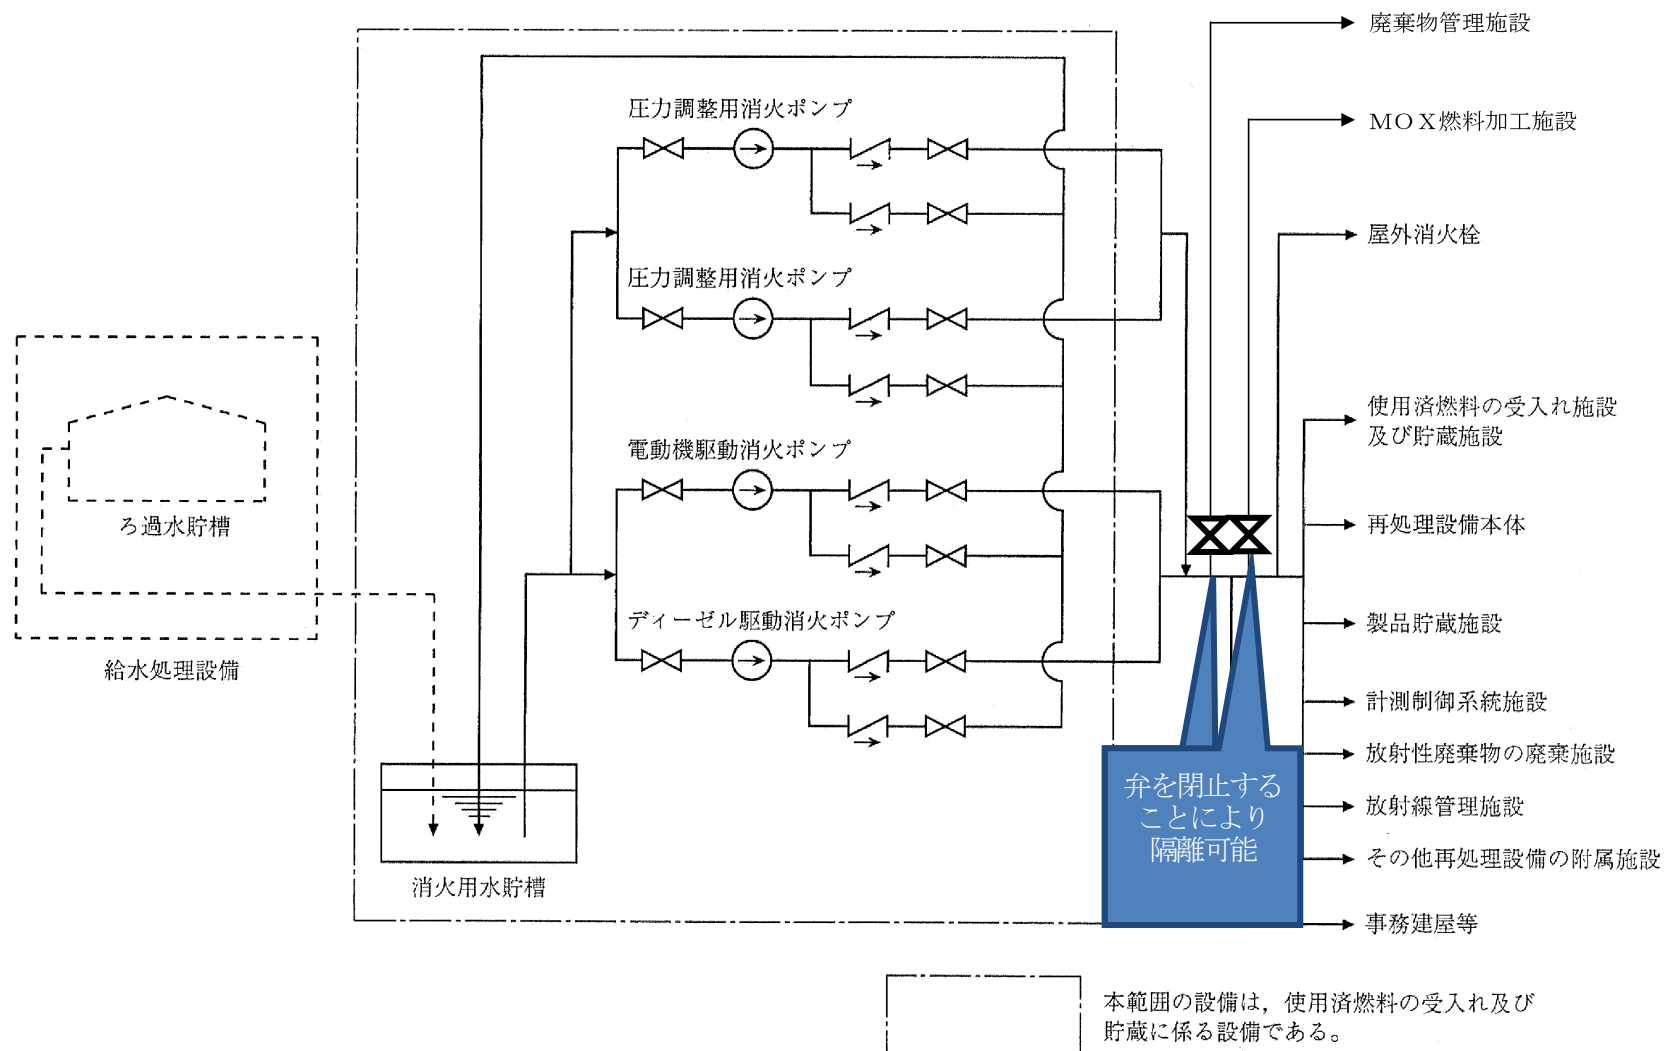 廃棄物管理施設
圧力調整用消火ポンプ
ＭＯＸ燃料加工施設
屋外消火栓
圧力調整用消火ポンプ
使用済燃料の受入れ施設
及び貯蔵施設
電動機駆動消火ポンプ
ろ過水貯槽
再処理設備本体
ディーゼル駆動消火ポンプ
製品貯蔵施設
給水処理設備
計測制御系統施設
放射性廃棄物の廃棄施設
弁を閉止する
ことにより
隔離可能
放射線管理施設
その他再処理設備の附属施設
消火用水貯槽
事務建屋等
本範囲の設備は，使用済燃料の受入れ及び
貯蔵に係る設備である。